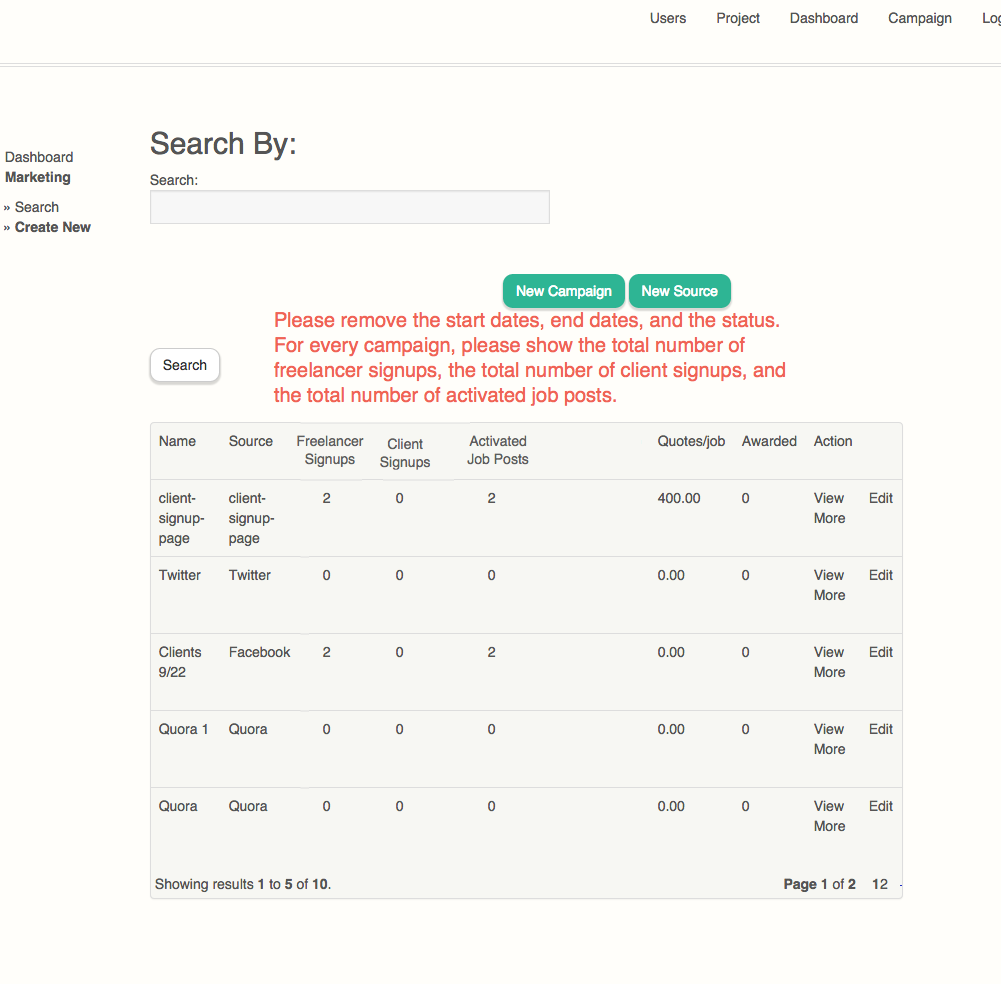 Users Project Dashboard Campaign
Search By:
Dashboard
Marketing
» Search
» Create New
Search:
New Campaign New Source
Please remove the start dates, end dates, and the status.
For every campaign, please show the total number of
freelancer signups, the total number of client signups, and
the total number of activated job posts.
Search
Name Source Freelancer Signups Client Signups Activated Job Posts Quotes/job Awarded Action
client-signup-page client-signup-page 2 0 2 400.00 0 View More Edit
Twitter Twitter 0 0 0 0.00 0 View More Edit
Clients 9/22 Facebook 2 0 2 0.00 0 View More Edit
Quora 1 Quora 0 0 0 0.00 0 View More Edit
Quora Quora 0 0 0 0.00 0 View More Edit
Showing results 1 to 5 of 10. Page 1 of 2 12